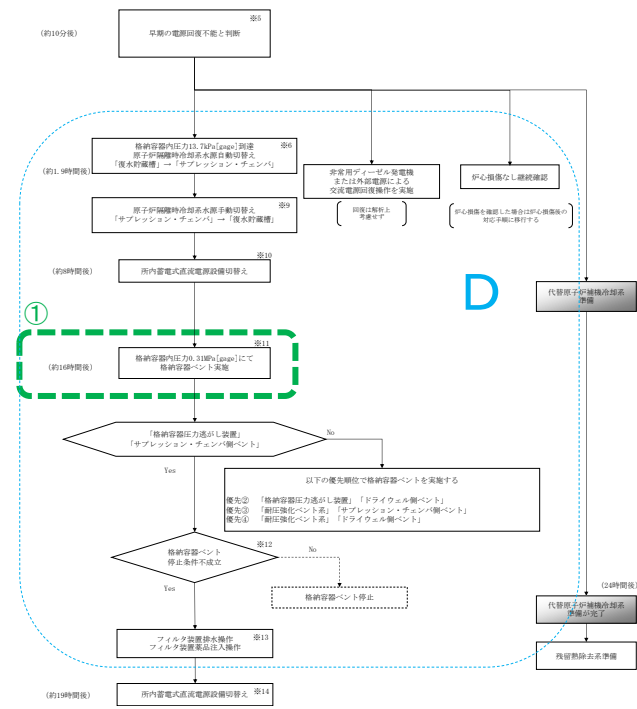 ※5
(約10分後)
早期の電源回復不能と判断
※6
格納容器内圧力13.7kPa[gage]到達
原子炉隔離時冷却系水源自動切替え
「復水貯蔵槽」→「サプレッション・チェンバ」
(約1.9時間後)
非常用ディーゼル発電機
または外部電源による
交流電源回復操作を実施
回復は解析上
考慮せず
炉心損傷なし継続確認
炉心損傷を確認した場合は炉心損傷後の
対応手順に移行する
※9
原子炉隔離時冷却系水源手動切替え
「サプレッション・チェンバ」→「復水貯蔵槽」
※10
(約8時間後)
所内蓄電式直流電源設備切替え
D
代替原子炉補機冷却系
準備
①
※11
格納容器内圧力0.31MPa[gage]にて
格納容器ベント実施
(約16時間後)
「格納容器圧力逃がし装置」
「サプレッション・チェンバ側ベント」
No
Yes
以下の優先順位で格納容器ベントを実施する
優先② 「格納容器圧力逃がし装置」「ドライウェル側ベント」
優先③ 「耐圧強化ベント系」「サプレッション・チェンバ側ベント」
優先④ 「耐圧強化ベント系」「ドライウェル側ベント」
※12
格納容器ベント
停止条件不成立
No
Yes
格納容器ベント停止
(24時間後)
代替原子炉補機冷却系
準備が完了
※13
フィルタ装置排水操作
フィルタ装置薬品注入操作
残留熱除去系準備
(約19時間後)
所内蓄電式直流電源設備切替え
※14